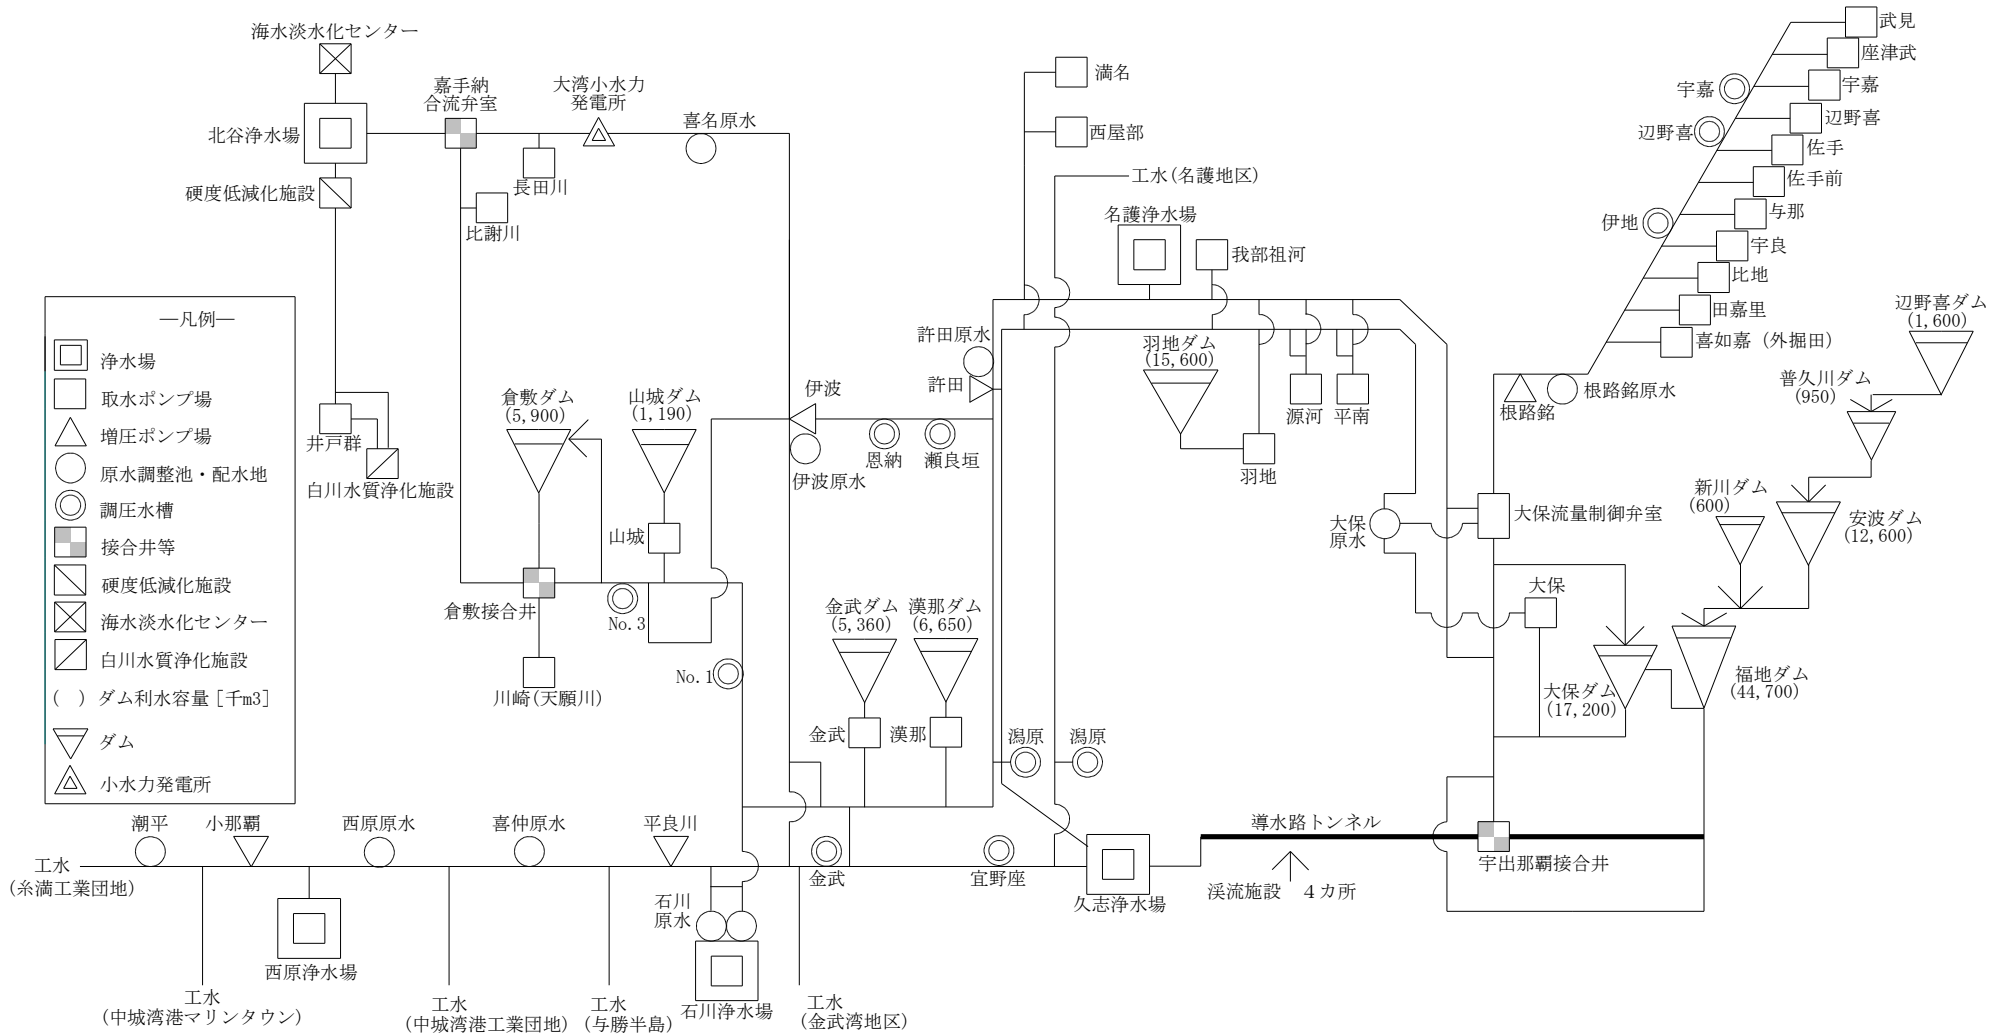 海水淡水化センター
北谷浄水場
硬度低減化施設
嘉手納
合流弁室
大湾小水力
発電所
喜名原水
長田川
比謝川
井戸群
白川水質浄化施設
―凡例―
浄水場
取水ポンプ場
増圧ポンプ場
原水調整池・配水地
調圧水槽
接合井等
硬度低減化施設
海水淡水化センター
白川水質浄化施設
(　) ダム利水容量［千m3］
ダム
小水力発電所
倉敷ダム
(5,900)
山城ダム
(1,190)
山城
倉敷接合井
No.3
川崎(天願川)
No.1
伊波
伊波原水
恩納
瀬良垣
許田原水
許田
満名
西屋部
工水(名護地区)
名護浄水場
我部祖河
羽地ダム
(15,600)
羽地
源河
平南
金武ダム
(5,360)
漢那ダム
(6,650)
金武
漢那
潟原
潟原
武見
座津武
宇嘉
宇嘉
辺野喜
辺野喜
佐手
佐手前
与那
伊地
宇良
比地
田嘉里
喜如嘉（外掘田）
根路銘
根路銘原水
辺野喜ダム
(1,600)
普久川ダム
(950)
新川ダム
(600)
安波ダム
(12,600)
大保流量制御弁室
大保
原水
大保
大保ダム
(17,200)
福地ダム
(44,700)
導水路トンネル
宇出那覇接合井
渓流施設　４カ所
久志浄水場
宜野座
金武
平良川
喜仲原水
西原原水
小那覇
潮平
工水
(糸満工業団地)
西原浄水場
石川
原水
石川浄水場
工水
(中城湾港マリンタウン)
工水
(中城湾港工業団地)
工水
(与勝半島)
工水
(金武湾地区)